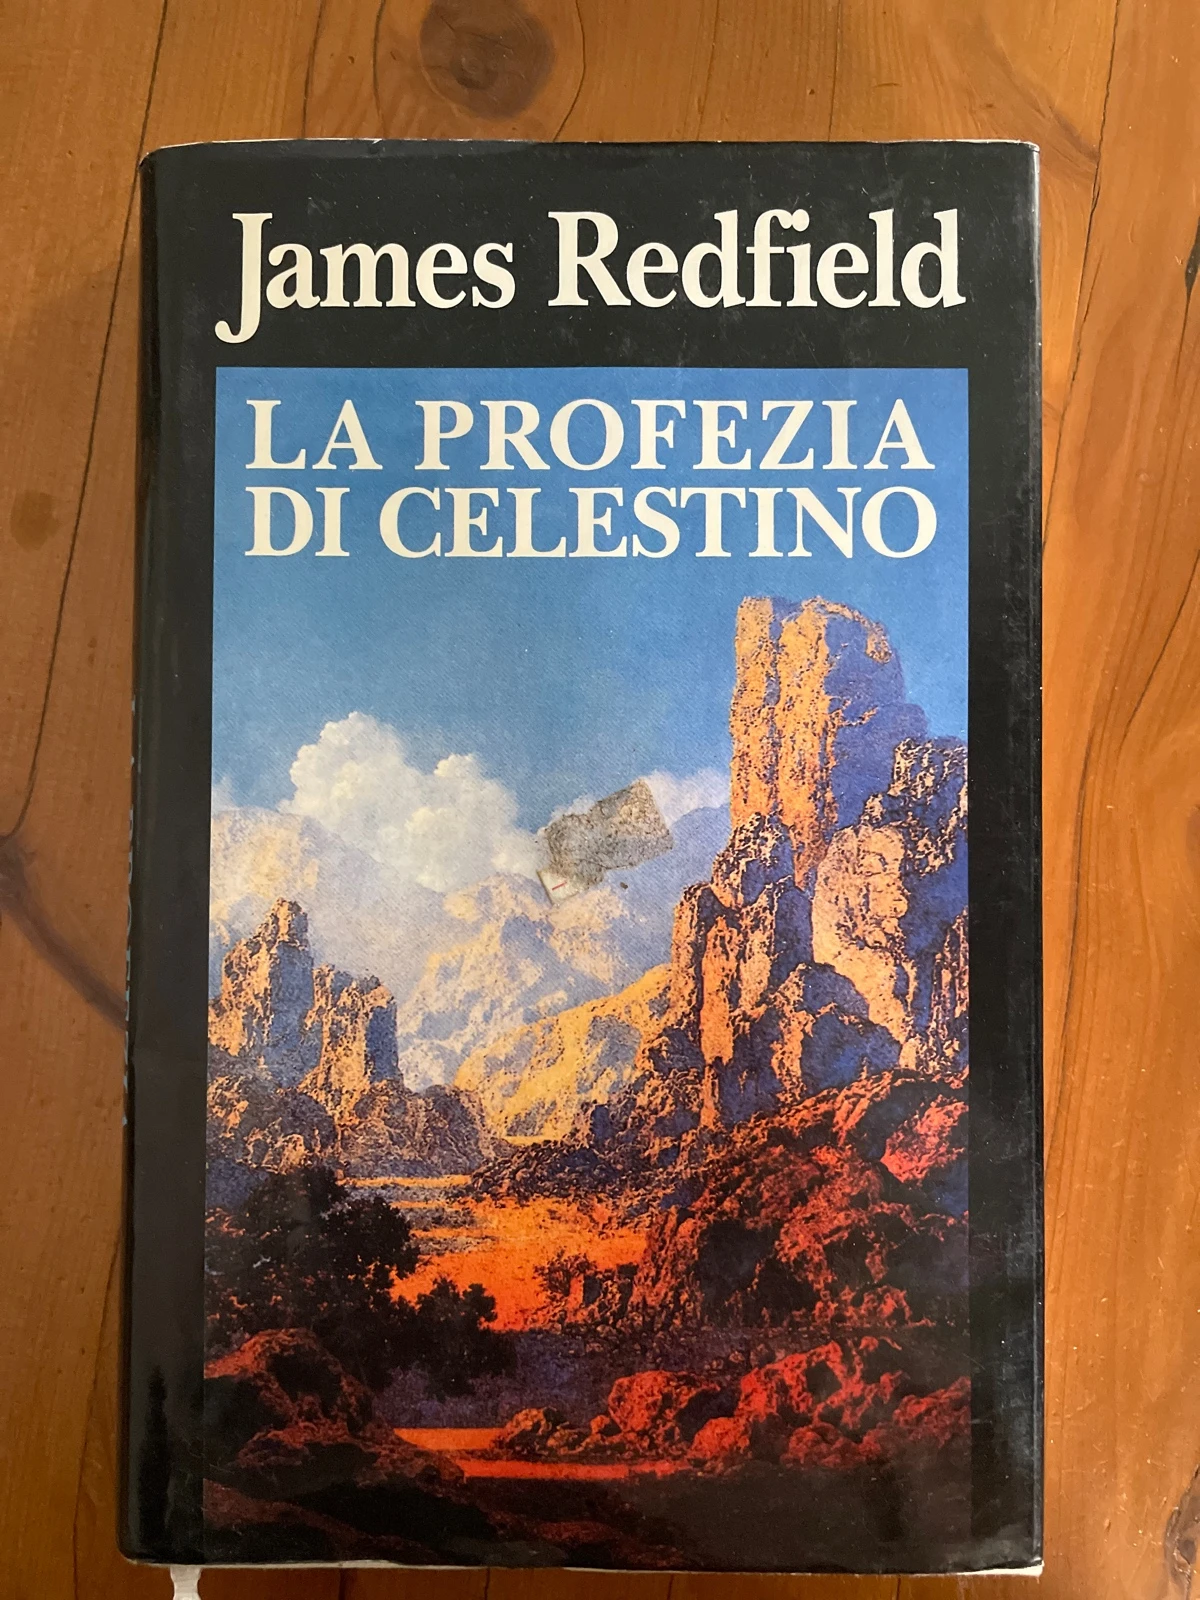 James Redfield
LA PROFEZIA
DI CELESTINO